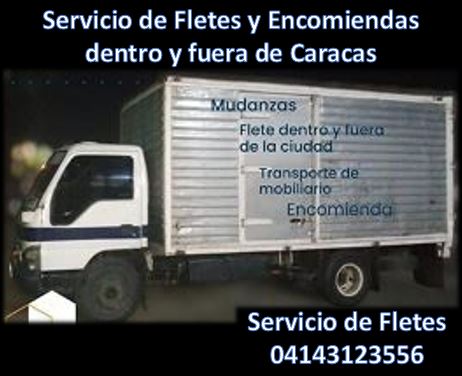 Servicio de Fletes y Encomiendas
dentro y fuera de Caracas
Mudanzas
Flete dentro y fuera
de la ciudad
Transporte de
mobiliario
Encomienda
Servicio de Fletes
04143123556